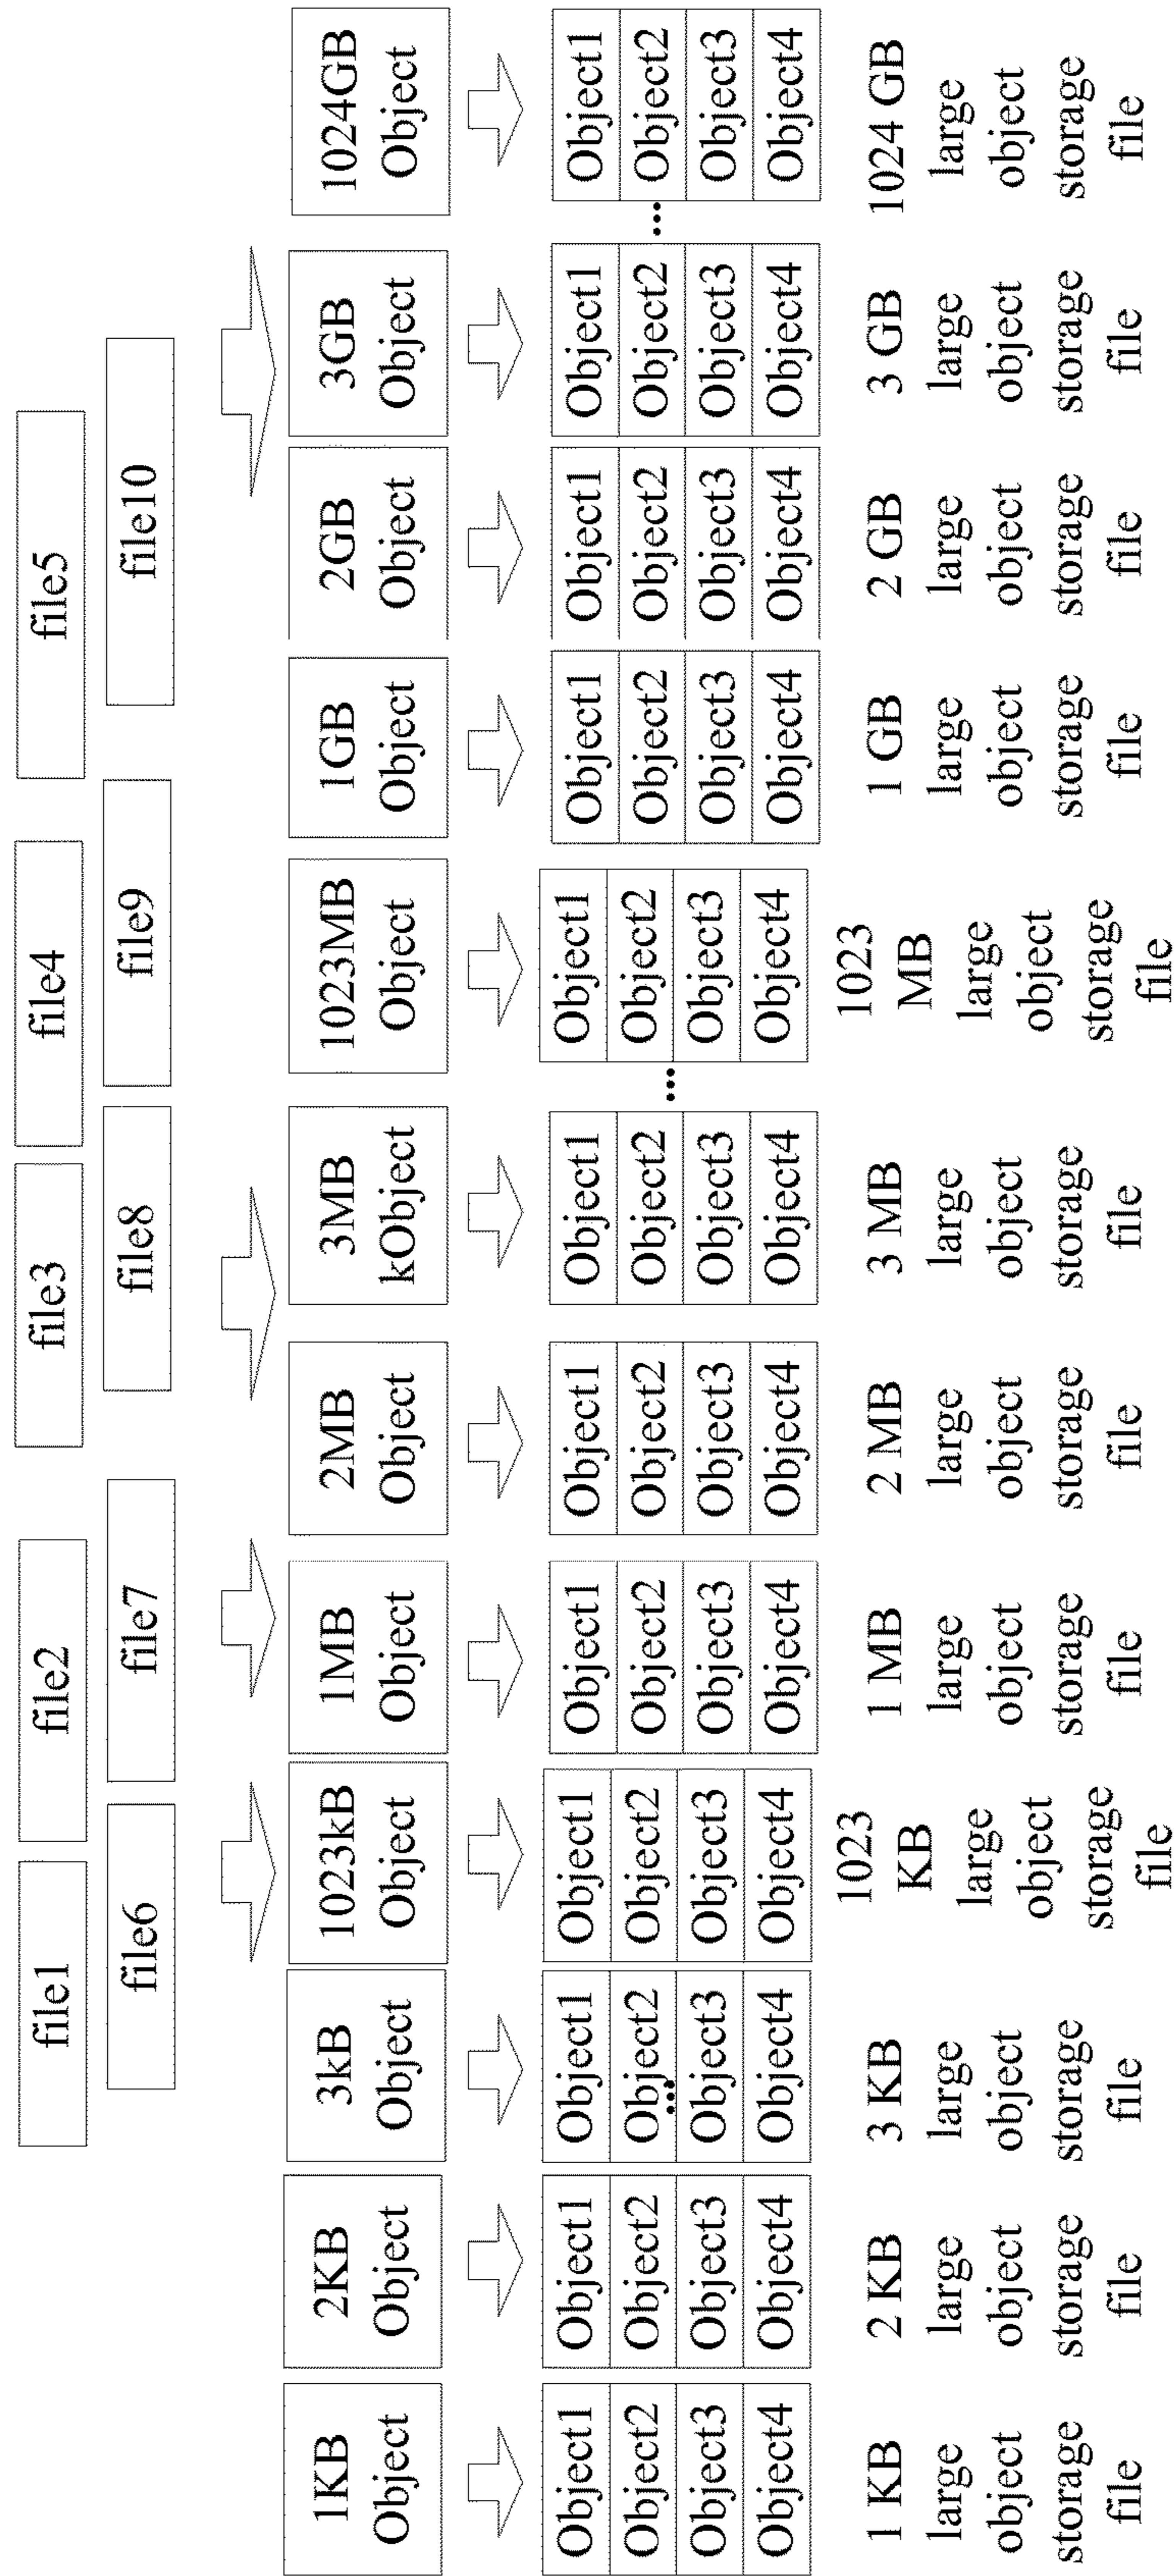 file1
file2
file3
file4
file5
file6
file7
file8
file9
file10
1KB
Object
2KB
Object
3kB
Object
1023kB
Object
1MB
Object
2MB
Object
3MB
kObject
1023MB
Object
1GB
Object
2GB
Object
3GB
Object
1024GB
Object
Object1
Object2
Object3
Object4
Object1
Object2
Object3
Object4
Object1
Object2
...
Object3
Object4
Object1
Object2
Object3
Object4
Object1
Object2
Object3
Object4
Object1
Object2
Object3
Object4
Object1
Object2
Object3
Object4
...
Object1
Object2
Object3
Object4
Object1
Object2
Object3
Object4
Object1
Object2
Object3
Object4
Object1
Object2
Object3
Object4
...
Object1
Object2
Object3
Object4
1 KB
large
object
storage
file
2 KB
large
object
storage
file
3 KB
large
object
storage
file
1023
KB
large
object
storage
file
1 MB
large
object
storage
file
2 MB
large
object
storage
file
3 MB
large
object
storage
file
1023
MB
large
object
storage
file
1 GB
large
object
storage
file
2 GB
large
object
storage
file
3 GB
large
object
storage
file
1024 GB
large
object
storage
file